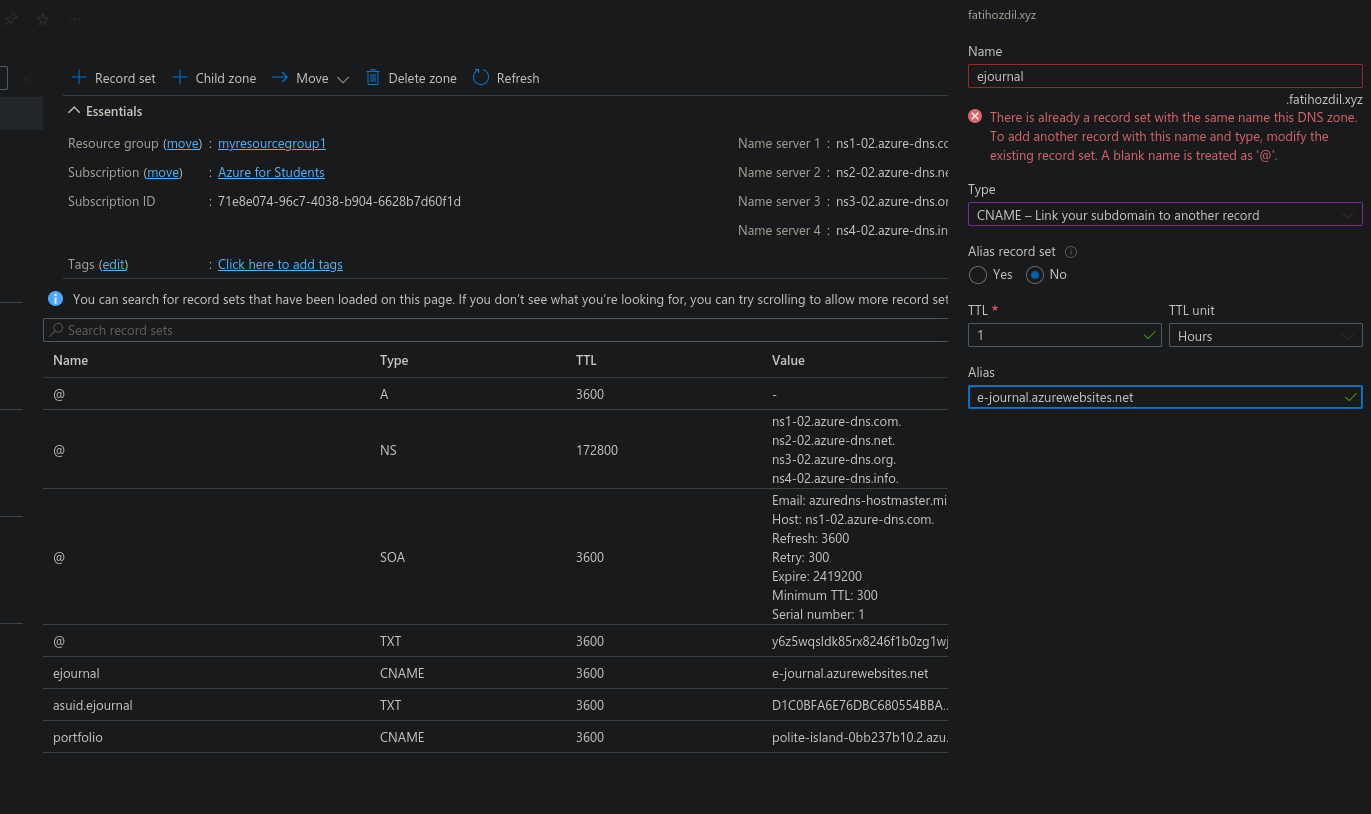 Record set
Child zone
Move
Delete zone
Refresh
Essentials
Resource group (move) : myresourcegroup1
Subscription (move) : Azure for Students
Subscription ID : 71e8e074-96c7-4038-b904-6628b7d60f1d
Name server 1 : ns1-02.azure-dns.co
Name server 2 : ns2-02.azure-dns.ne
Name server 3 : ns3-02.azure-dns.or
Name server 4 : ns4-02.azure-dns.in
Tags (edit) : Click here to add tags
You can search for record sets that have been loaded on this page. If you don't see what you're looking for, you can try scrolling to allow more record set
Search record sets
Name Type TTL Value
@ A 3600 -
@ NS 172800
ns1-02.azure-dns.com.
ns2-02.azure-dns.net.
ns3-02.azure-dns.org.
ns4-02.azure-dns.info.
@ SOA 3600
Email: azuredns-hostmaster.mi
Host: ns1-02.azure-dns.com.
Refresh: 3600
Retry: 300
Expire: 2419200
Minimum TTL: 300
Serial number: 1
@ TXT 3600 y6z5wqsldk85rx8246f1b0zg1wj
ejournal CNAME 3600 e-journal.azurewebsites.net
asuid.ejournal TXT 3600 D1C0BFA6E76DBC680554BBA...
portfolio CNAME 3600 polite-island-0bb237b10.2.azu.
fatihozdil.xyz
Name
ejournal
.fatihozdil.xyz
There is already a record set with the same name this DNS zone.
To add another record with this name and type, modify the
existing record set. A blank name is treated as '@'.
Type
CNAME – Link your subdomain to another record
Alias record set
Yes No
TTL * TTL unit
1 Hours
Alias
e-journal.azurewebsites.net